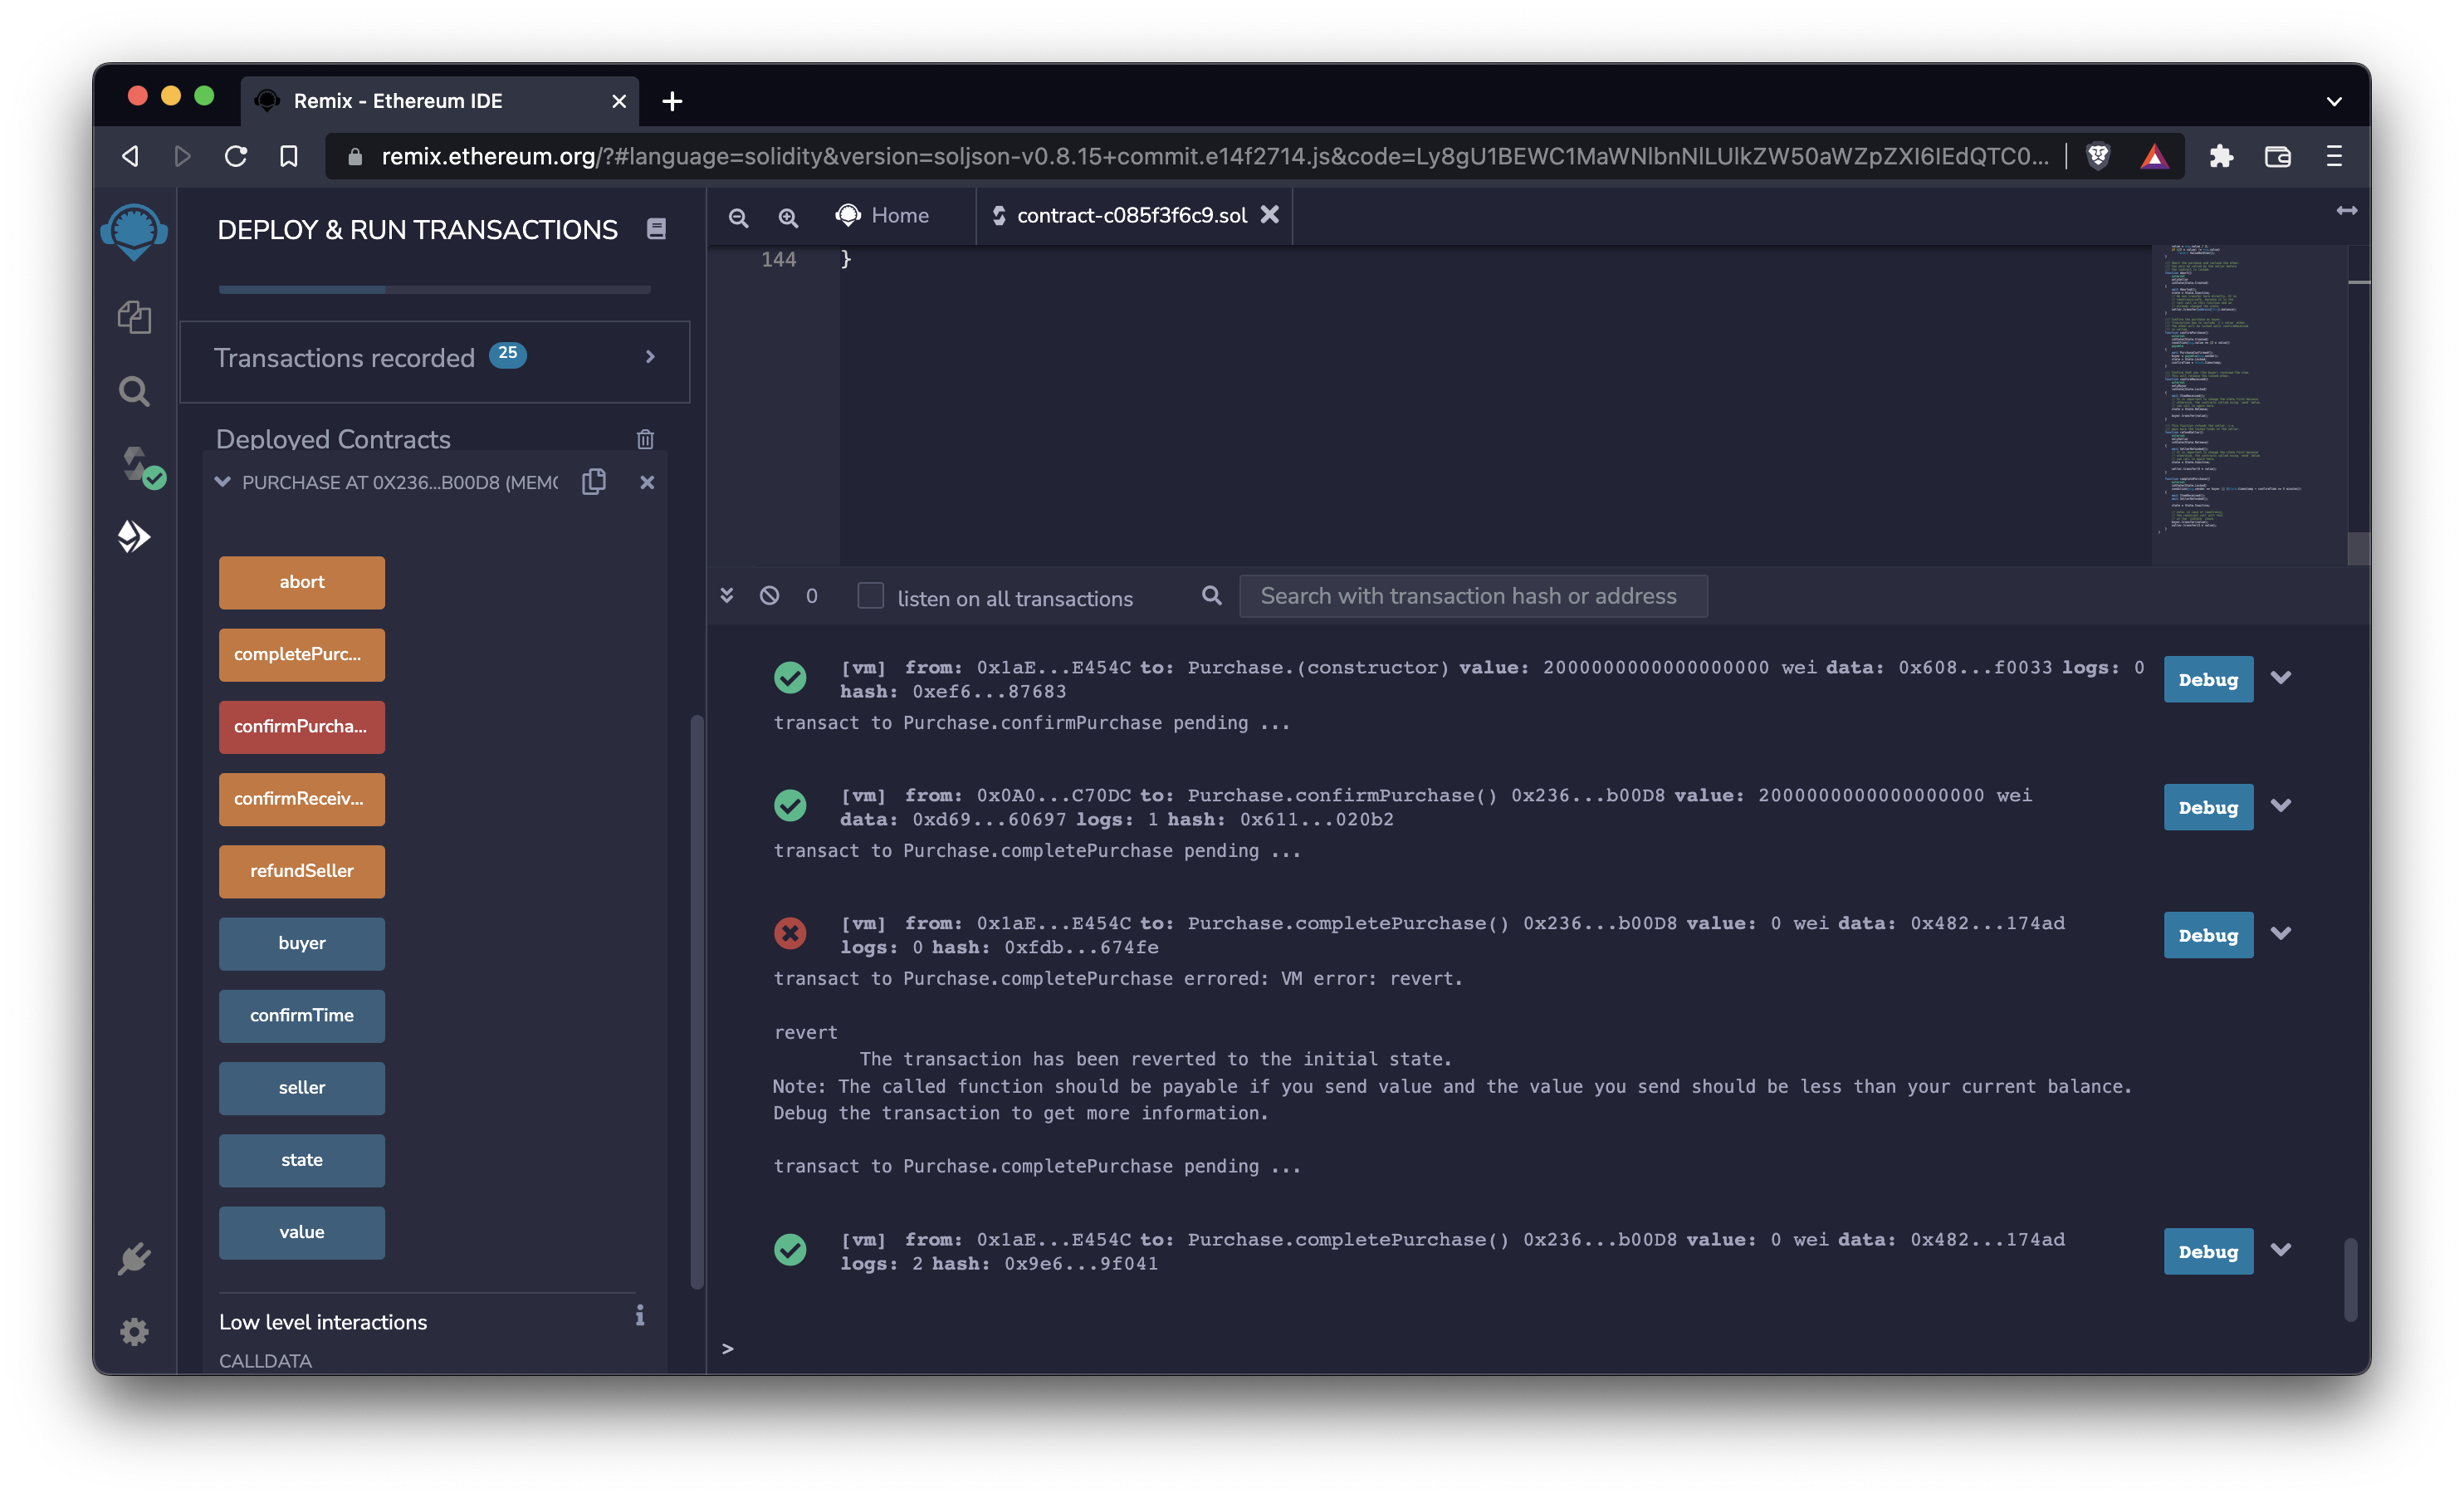 Remix - Ethereum IDE
remix.ethereum.org/?#language=solidity&version=soljson-v0.8.15+commit.e14f2714.js&code=Ly8gU1BEWC1MaWNlbnNlLUlkZW50aWZpZXI6IEdQTC0...
DEPLOY & RUN TRANSACTIONS
Transactions recorded 25
Deployed Contracts
PURCHASE AT 0X236...B00D8 (MEMO
abort
completePurc...
confirmPurcha...
confirmReceiv...
refundSeller
buyer
confirmTime
seller
state
value
Low level interactions
CALLDATA
Home
contract-c085f3f6c9.sol
144 }
0 listen on all transactions
Search with transaction hash or address
[vm] from: 0x1aE...E454C to: Purchase.(constructor) value: 2000000000000000000 wei data: 0x608...f0033 logs: 0
hash: 0xef6...87683
Debug
transact to Purchase.confirmPurchase pending ...
[vm] from: 0x0A0...C70DC to: Purchase.confirmPurchase() 0x236...b00D8 value: 2000000000000000000 wei
data: 0xd69...60697 logs: 1 hash: 0x611...020b2
Debug
transact to Purchase.completePurchase pending ...
[vm] from: 0x1aE...E454C to: Purchase.completePurchase() 0x236...b00D8 value: 0 wei data: 0x482...174ad
logs: 0 hash: 0xfdb...674fe
Debug
transact to Purchase.completePurchase errored: VM error: revert.
revert
The transaction has been reverted to the initial state.
Note: The called function should be payable if you send value and the value you send should be less than your current balance.
Debug the transaction to get more information.
transact to Purchase.completePurchase pending ...
[vm] from: 0x1aE...E454C to: Purchase.completePurchase() 0x236...b00D8 value: 0 wei data: 0x482...174ad
logs: 2 hash: 0x9e6...9f041
Debug
>